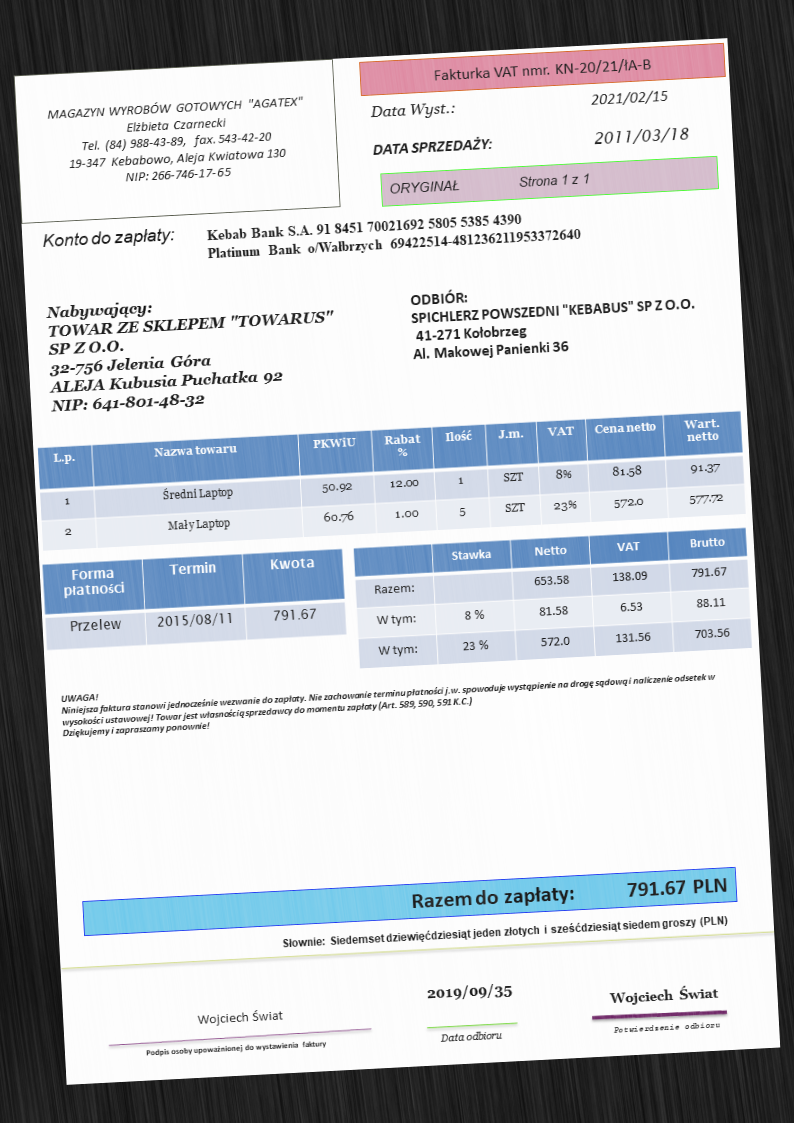 MAGAZYN WYROBÓW GOTOWYCH "AGATEX"
Elżbieta Czarnecki
Tel. (84) 988-43-89, fax. 543-42-20
19-347 Kebabowo, Aleja Kwiatowa 130
NIP: 266-746-17-65
Fakturka VAT nmr. KN-20/21/łA-B
Data Wyst.: 2021/02/15
DATA SPRZEDAŻY: 2011/03/18
ORYGINAŁ Strona 1 z 1
Konto do zapłaty:
Kebab Bank S.A. 91 8451 70021692 5805 5385 4390
Platinum Bank o/Wałbrzych 69422514-481236211953372640
Nabywający:
TOWAR ZE SKLEPEM "TOWARUS"
SP Z O.O.
32-756 Jelenia Góra
ALEJA Kubusia Puchatka 92
NIP: 641-801-48-32
ODBIÓR:
SPICHLERZ POWSZEDNI "KEBABUS" SP Z O.O.
41-271 Kołobrzeg
Al. Makowej Panienki 36
L.p. Nazwa towaru PKWiU Rabat % Ilość J.m. VAT Cena netto Wart. netto
1 Średni Laptop 50.92 12.00 1 SZT 8% 81.58 91.37
2 Mały Laptop 60.76 1.00 5 SZT 23% 572.0 577.72
Forma płatności Termin Kwota
Przelew 2015/08/11 791.67
Stawka Netto VAT Brutto
Razem: 653.58 138.09 791.67
W tym: 8 % 81.58 6.53 88.11
W tym: 23 % 572.0 131.56 703.56
UWAGA!
Niniejsza faktura stanowi jednocześnie wezwanie do zapłaty. Nie zachowanie terminu płatności j.w. spowoduje wystąpienie na drogę sądową i naliczenie odsetek w
wysokości ustawowej! Towar jest własnością sprzedawcy do momentu zapłaty (Art. 589, 590, 591 K.C.)
Dziękujemy i zapraszamy ponownie!
Razem do zapłaty: 791.67 PLN
Słownie: Siedemset dziewięćdziesiąt jeden złotych i sześćdziesiąt siedem groszy (PLN)
Wojciech Świat
Podpis osoby upoważnionej do wystawienia faktury
2019/09/35
Data odbioru
Wojciech Świat
Potwierdzenie odbioru